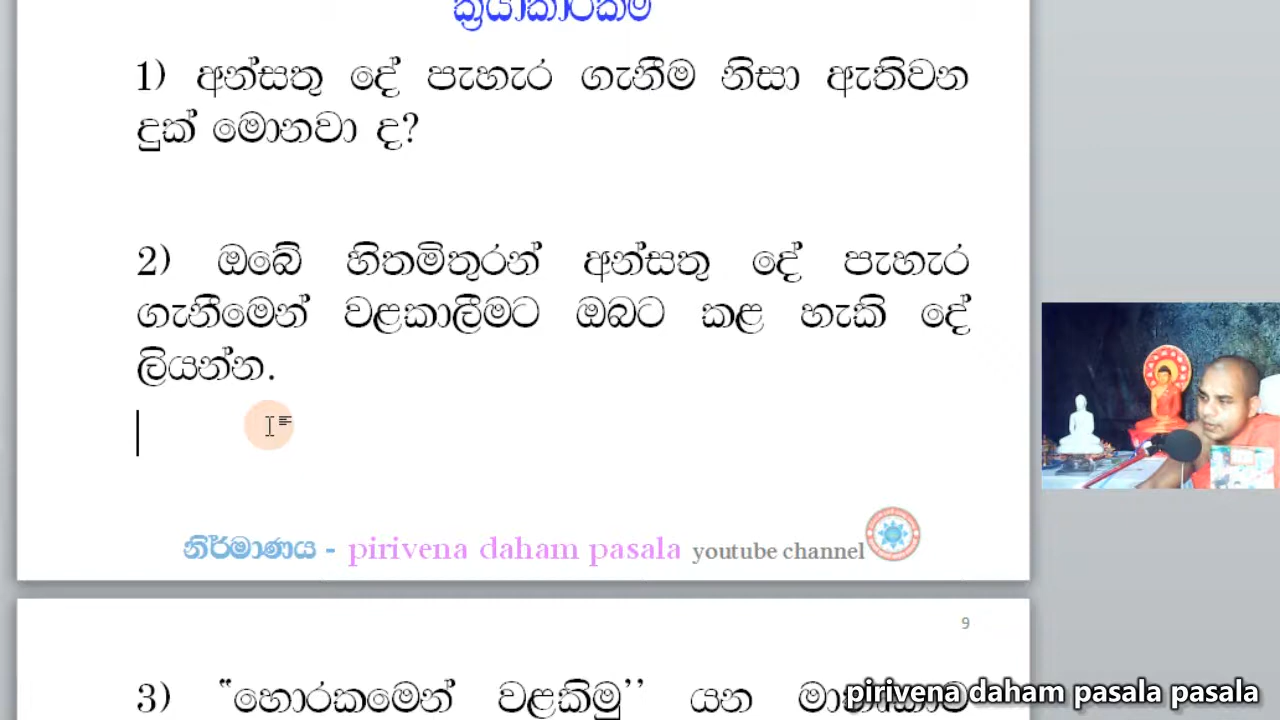 ක්‍රියාකාරකම්
1) අන්සතු දේ පැහැර ගැනීම නිසා ඇතිවන
දුක් මොනවා ද?
2) ඔබේ හිතමිතුරන් අන්සතු දේ පැහැර
ගැනීමෙන් වළකාලීමට ඔබට කළ හැකි දේ
ලියන්න.
නිර්මාණය - pirivena daham pasala youtube channel
9
3) “හොරකමෙන් වළකිමු’’ යන
pirivena daham pasala pasala